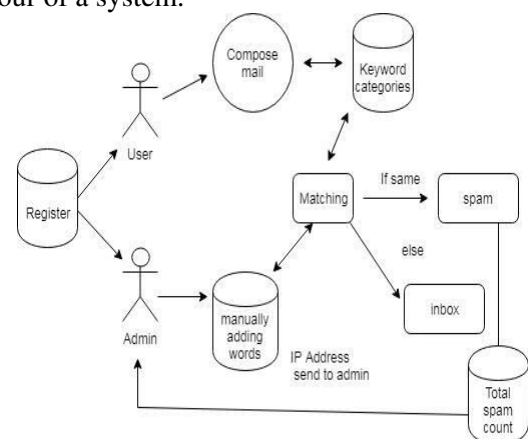 our of a system.
Compose
mail
Keyword
categories
User
Register
Matching
If same
spam
else
inbox
Admin
manually
adding
words
IP Address
send to admin
Total
spam
count